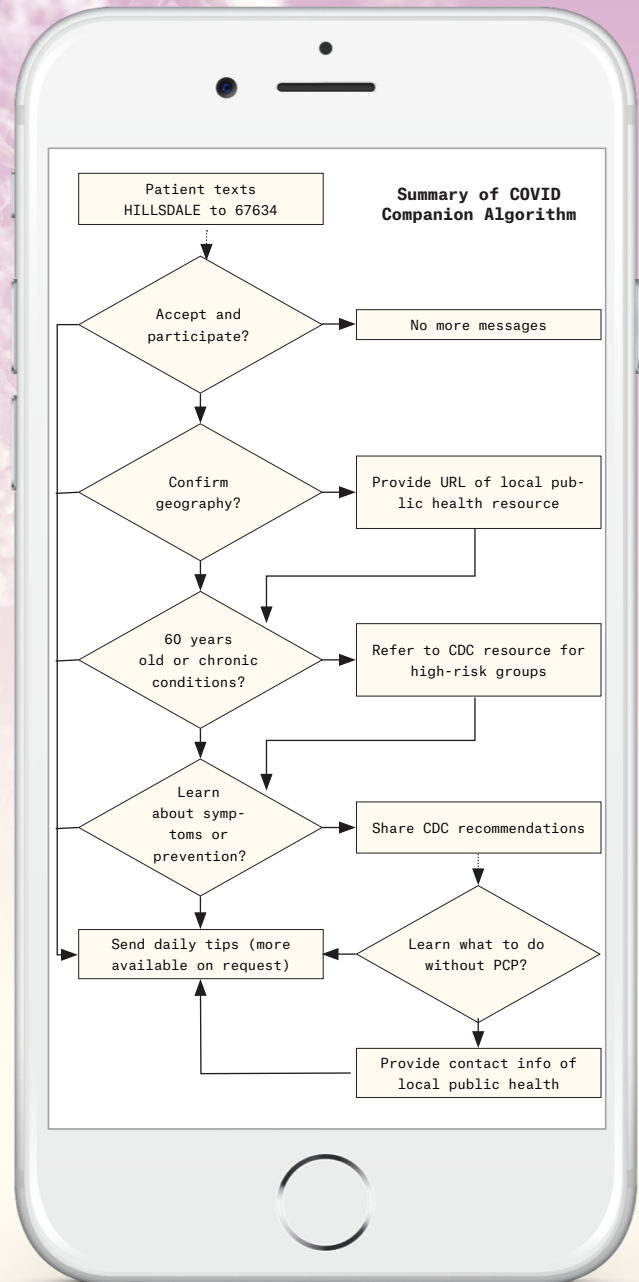 Patient texts
HILLSDALE to 67634
Summary of COVID
Companion Algorithm
Accept and
participate?
No more messages
Confirm
geography?
Provide URL of local pub-
lic health resource
60 years
old or chronic
conditions?
Refer to CDC resource for
high-risk groups
Learn
about symp-
toms or
prevention?
Share CDC recommendations
Send daily tips (more
available on request)
Learn what to do
without PCP?
Provide contact info of
local public health